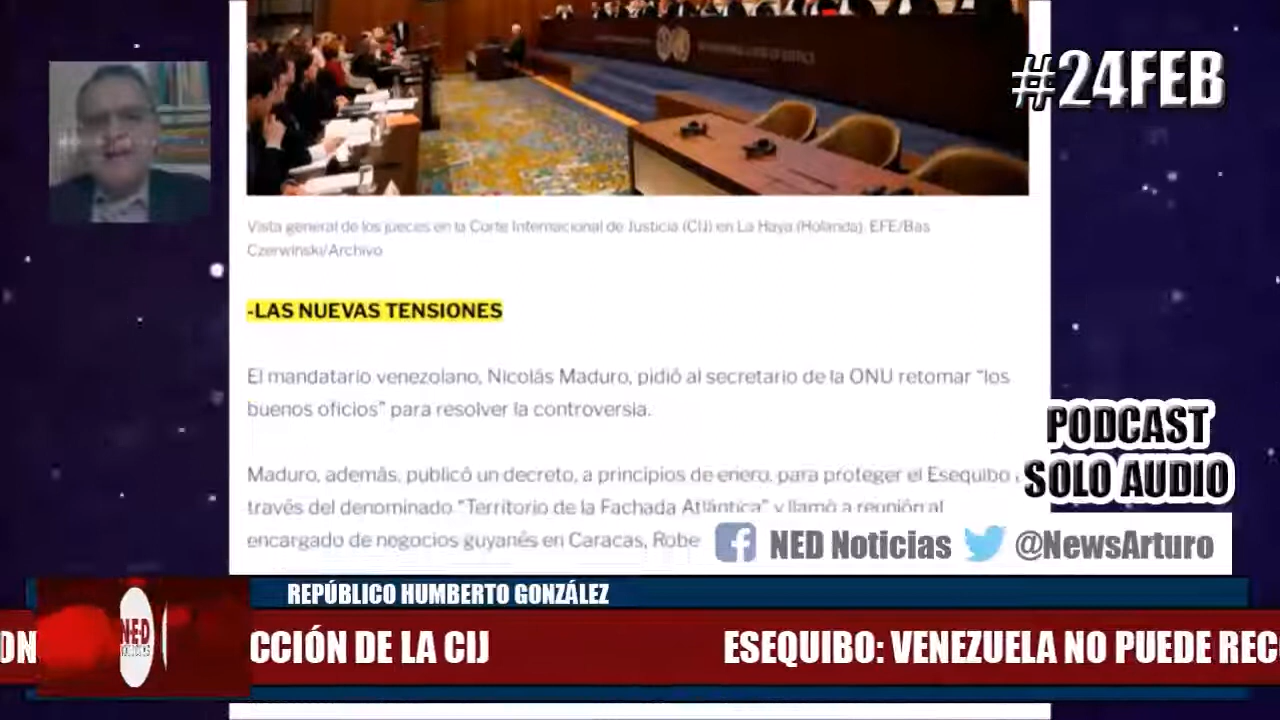 #24FEB
Vista general de los jueces en la Corte Internacional de Justicia (CIJ) en La Haya (Holanda). EFE/Bas
Czerwinski/Archivo
-LAS NUEVAS TENSIONES
El mandatario venezolano, Nicolás Maduro, pidió al secretario de la ONU retomar "los
buenos oficios" para resolver la controversia.
PODCAST
SOLO AUDIO
Maduro, además, publicó un decreto, a principios de enero, para proteger el Esequibo
través del denominado "Territorio de la Fachada Atlántica" y llamó a reunión al
encargado de negocios guyanés en Caracas, Robe
NED Noticias @NewsArturo
REPÚBLICO HUMBERTO GONZÁLEZ
NED
NOTICIAS
CCIÓN DE LA CIJ ESEQUIBO: VENEZUELA NO PUEDE REC